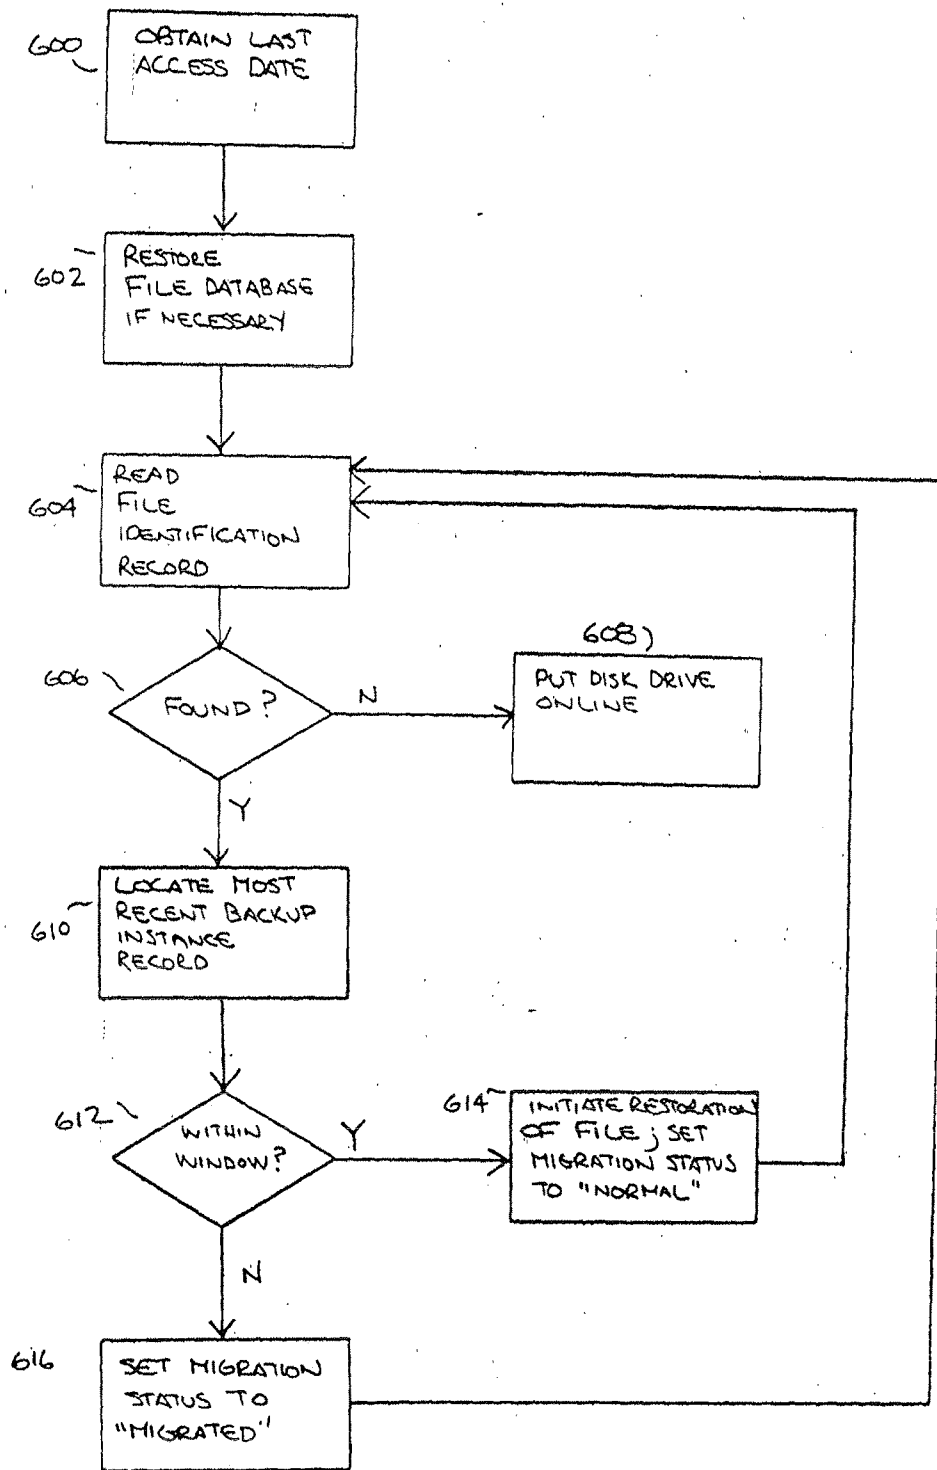 600
OBTAIN LAST
ACCESS DATE
602
RESTORE
FILE DATABASE
IF NECESSARY
604
READ
FILE
IDENTIFICATION
RECORD
606
FOUND?
N
608
PUT DISK DRIVE
ONLINE
Y
610
LOCATE MOST
RECENT BACKUP
INSTANCE
RECORD
612
WITHIN
WINDOW?
Y
614
INITIATE RESTORATION
OF FILE; SET
MIGRATION STATUS
TO "NORMAL"
N
616
SET MIGRATION
STATUS TO
"MIGRATED"